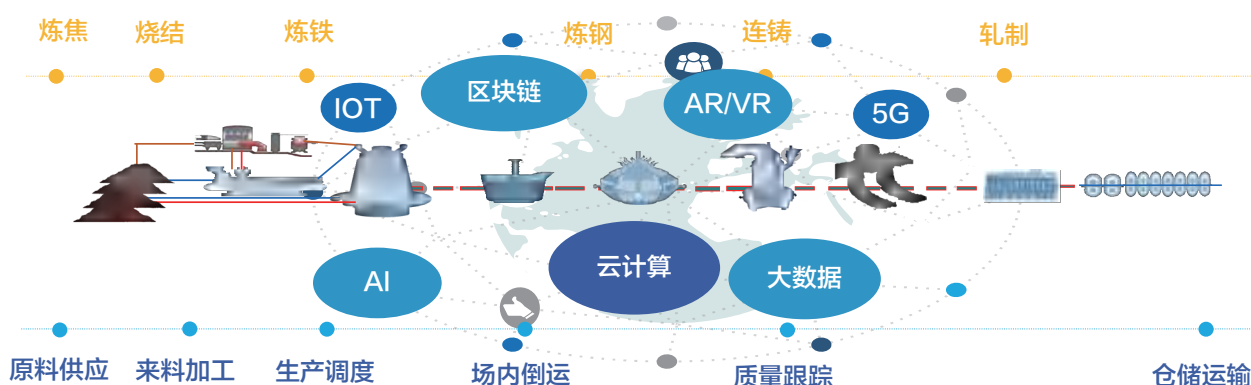 炼焦
烧结
炼铁
炼钢
连铸
轧制
区块链
IOT
AR/VR
5G
AI
云计算
大数据
原料供应
来料加工
生产调度
场内倒运
质量跟踪
仓储运输